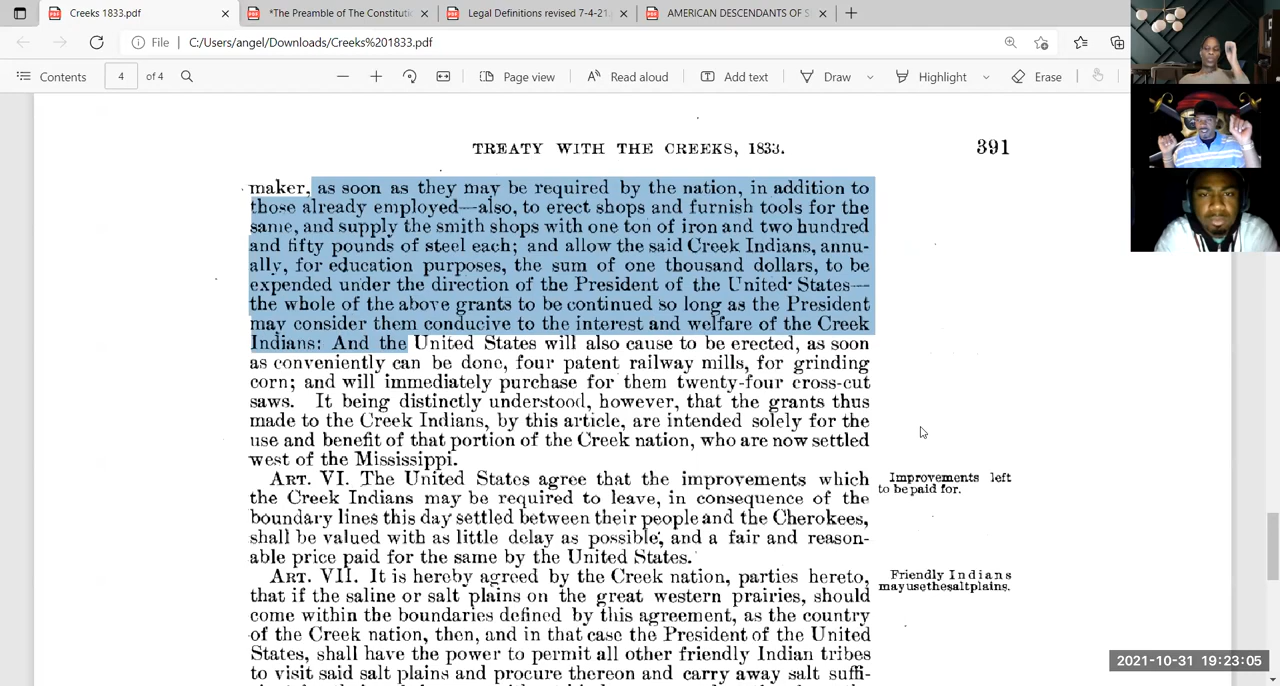 Creeks 1833.pdf
*The Preamble of The Constitutio
Legal Definitions revised 7-4-21.
AMERICAN DESCENDANTS OF S
File C:/Users/angel/Downloads/Creeks%201833.pdf
Contents 4 of 4 Page view Read aloud Add text Draw Highlight Erase
TREATY WITH THE CREEKS, 1833. 391
maker, as soon as they may be required by the nation, in addition to
those already employed—also, to erect shops and furnish tools for the
same, and supply the smith shops with one ton of iron and two hundred
and fifty pounds of steel each; and allow the said Creek Indians, annu-
ally, for education purposes, the sum of one thousand dollars, to be
expended under the direction of the President of the United States—
the whole of the above grants to be continued so long as the President
may consider them conducive to the interest and welfare of the Creek
Indians: And the United States will also cause to be erected, as soon
as conveniently can be done, four patent railway mills, for grinding
corn; and will immediately purchase for them twenty-four cross-cut
saws. It being distinctly understood, however, that the grants thus
made to the Creek Indians, by this article, are intended solely for the
use and benefit of that portion of the Creek nation, who are now settled
west of the Mississippi.
ART. VI. The United States agree that the improvements which
the Creek Indians may be required to leave, in consequence of the
boundary lines this day settled between their people and the Cherokees,
shall be valued with as little delay as possible, and a fair and reason-
able price paid for the same by the United States.
Improvements left
to be paid for.
ART. VII. It is hereby agreed by the Creek nation, parties hereto,
that if the saline or salt plains on the great western prairies, should
come within the boundaries defined by this agreement, as the country
of the Creek nation, then, and in that case the President of the United
States, shall have the power to permit all other friendly Indian tribes
to visit said salt plains and procure thereon and carry away salt suffi-
Friendly Indians
may use the salt plains.
2021-10-31 19:23:05